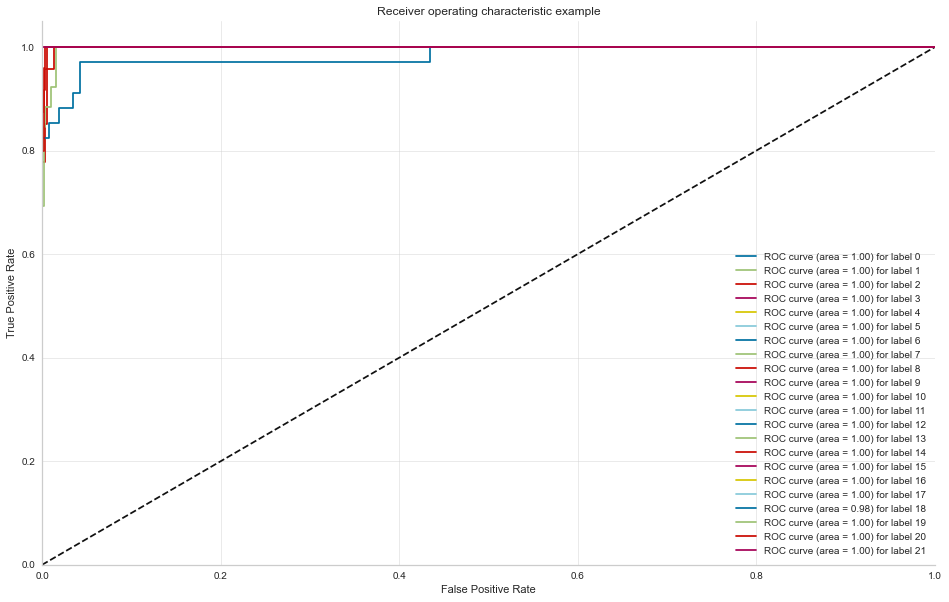 Receiver operating characteristic example
1.0
0.8
0.6
0.4
0.2
0.0
True Positive Rate
ROC curve (area = 1.00) for label 0
ROC curve (area = 1.00) for label 1
ROC curve (area = 1.00) for label 2
ROC curve (area = 1.00) for label 3
ROC curve (area = 1.00) for label 4
ROC curve (area = 1.00) for label 5
ROC curve (area = 1.00) for label 6
ROC curve (area = 1.00) for label 7
ROC curve (area = 1.00) for label 8
ROC curve (area = 1.00) for label 9
ROC curve (area = 1.00) for label 10
ROC curve (area = 1.00) for label 11
ROC curve (area = 1.00) for label 12
ROC curve (area = 1.00) for label 13
ROC curve (area = 1.00) for label 14
ROC curve (area = 1.00) for label 15
ROC curve (area = 1.00) for label 16
ROC curve (area = 1.00) for label 17
ROC curve (area = 0.98) for label 18
ROC curve (area = 1.00) for label 19
ROC curve (area = 1.00) for label 20
ROC curve (area = 1.00) for label 21
0.0 0.2 0.4 0.6 0.8 1.0
False Positive Rate